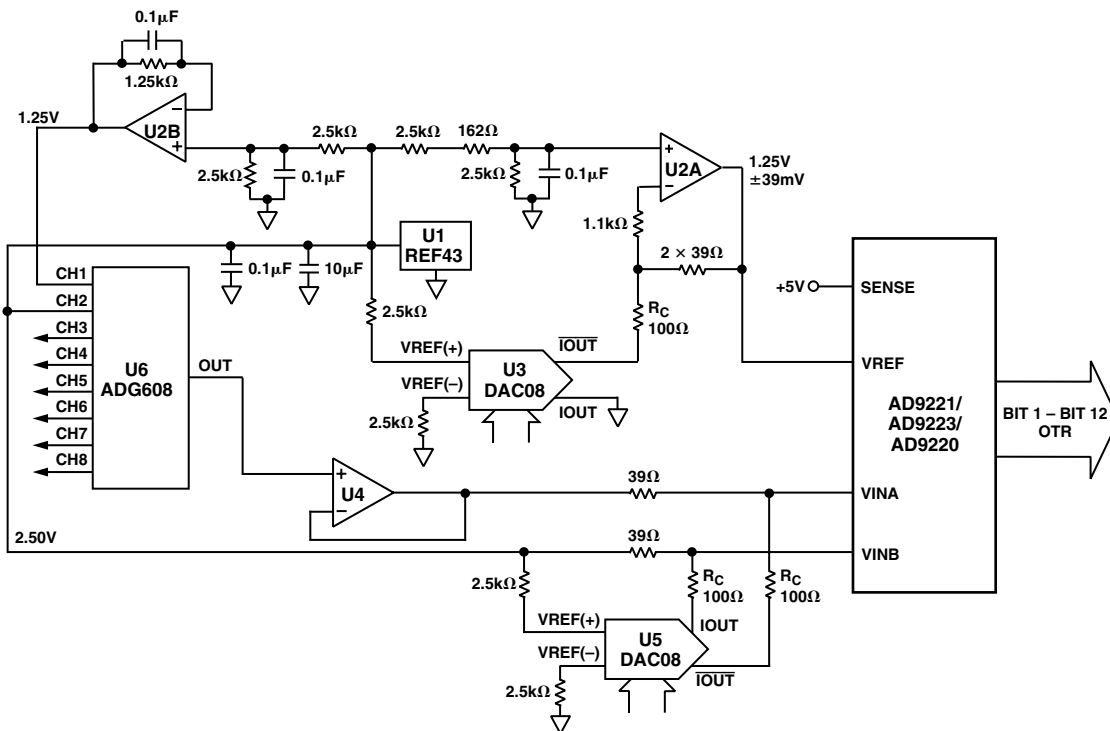 0.1µF
1.25kΩ
1.25V
–
U2B
+
2.5kΩ
2.5kΩ
162Ω
2.5kΩ
0.1µF
2.5kΩ
0.1µF
+
U2A
–
1.25V
±39mV
1.1kΩ
U1
REF43
0.1µF
10µF
2 × 39Ω
CH1
CH2
CH3
CH4
CH5
CH6
CH7
CH8
U6
ADG608
OUT
2.5kΩ
RC
100Ω
VREF(+)
VREF(–)
U3
DAC08
IOUT
IOUT
2.5kΩ
+5V
SENSE
VREF
AD9221/
AD9223/
AD9220
BIT 1 – BIT 12
OTR
VINA
VINB
+
U4
–
39Ω
2.50V
39Ω
2.5kΩ
RC
100Ω
RC
100Ω
VREF(+)
VREF(–)
U5
DAC08
IOUT
IOUT
2.5kΩ